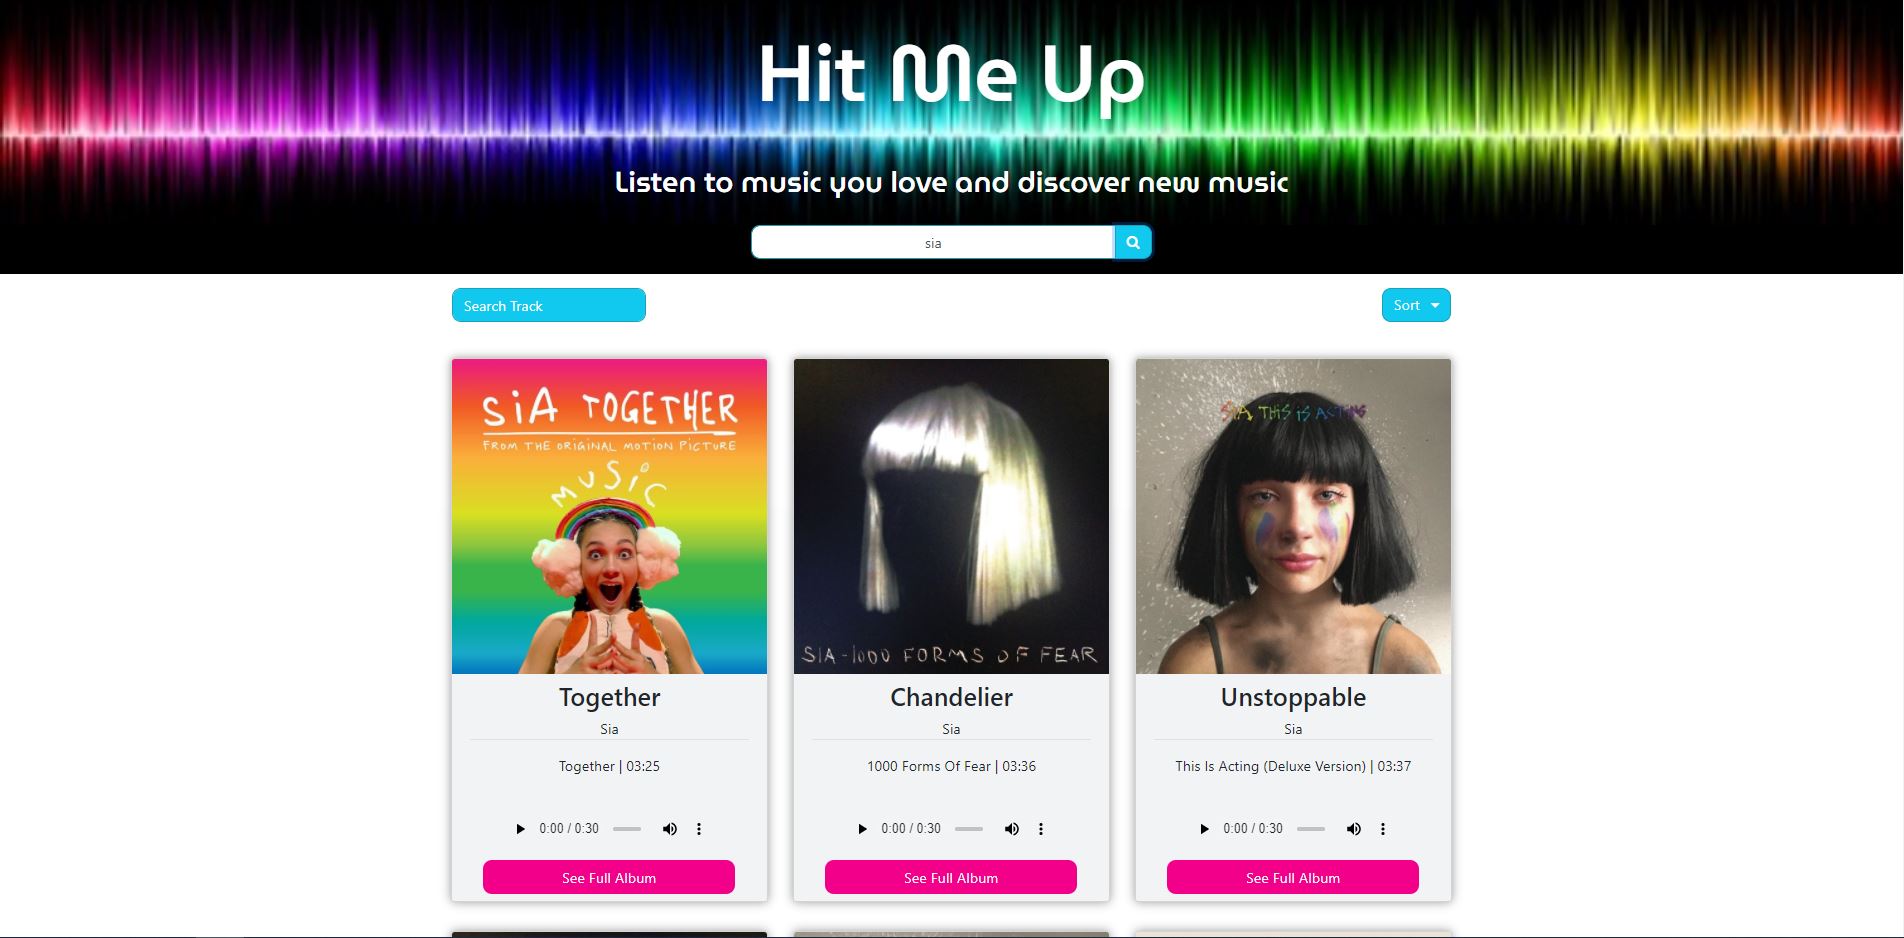 Hit Me Up
Listen to music you love and discover new music
sia
Search Track
Sort
SiA TOGETHER
FROM THE ORIGINAL MOTION PICTURE
MUSiC
SIA - 1000 FORMS OF FEAR
SIA THIS iS ACTING
Together
Sia
Together | 03:25
0:00 / 0:30
See Full Album
Chandelier
Sia
1000 Forms Of Fear | 03:36
0:00 / 0:30
See Full Album
Unstoppable
Sia
This Is Acting (Deluxe Version) | 03:37
0:00 / 0:30
See Full Album